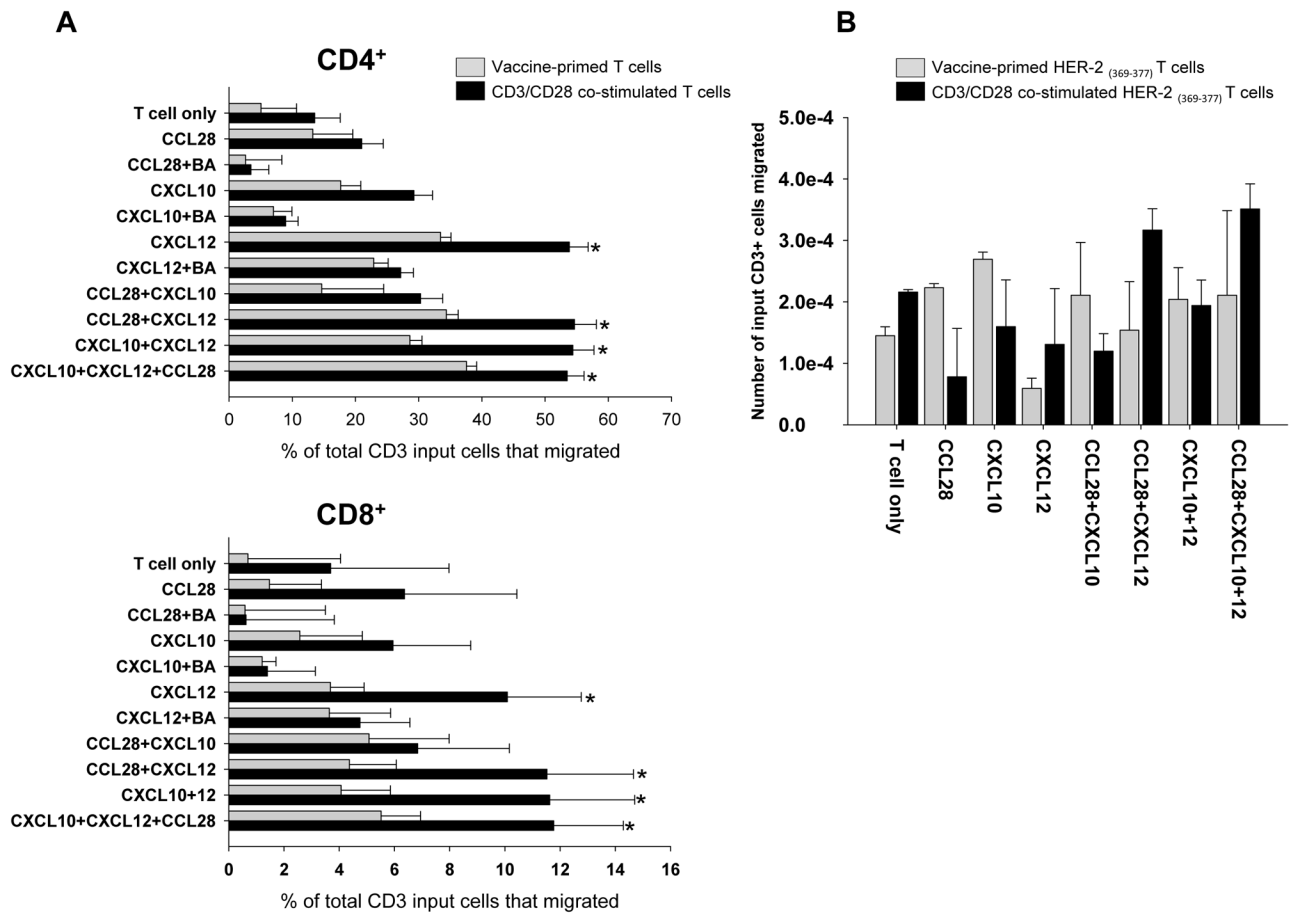 A
CD4+
Vaccine-primed T cells
CD3/CD28 co-stimulated T cells
T cell only
CCL28
CCL28+BA
CXCL10
CXCL10+BA
CXCL12
*
CXCL12+BA
CCL28+CXCL10
CCL28+CXCL12
*
CXCL10+CXCL12
*
CXCL10+CXCL12+CCL28
*
0 10 20 30 40 50 60 70
% of total CD3 input cells that migrated
CD8+
T cell only
CCL28
CCL28+BA
CXCL10
CXCL10+BA
CXCL12
*
CXCL12+BA
CCL28+CXCL10
CCL28+CXCL12
*
CXCL10+12
*
CXCL10+CXCL12+CCL28
*
0 2 4 6 8 10 12 14 16
% of total CD3 input cells that migrated
B
Vaccine-primed HER-2 (369-377) T cells
CD3/CD28 co-stimulated HER-2 (369-377) T cells
Number of input CD3+ cells migrated
5.0e-4
4.0e-4
3.0e-4
2.0e-4
1.0e-4
0.0
T cell only
CCL28
CXCL10
CXCL12
CCL28+CXCL10
CCL28+CXCL12
CXCL10+12
CCL28+CXCL10+12